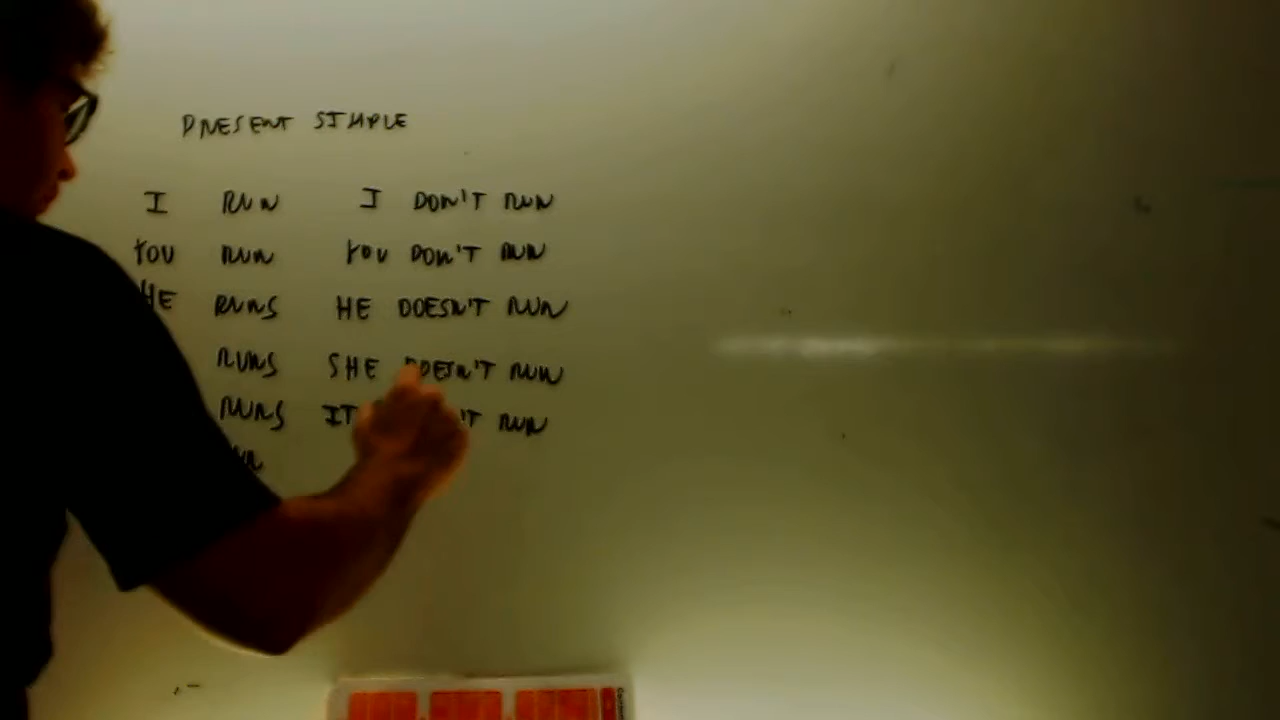 PRESENT SIMPLE
I RUN I DON'T RUN
YOU RUN YOU DON'T RUN
HE RUNS HE DOESN'T RUN
RUNS SHE DOESN'T RUN
RUNS IT RUN